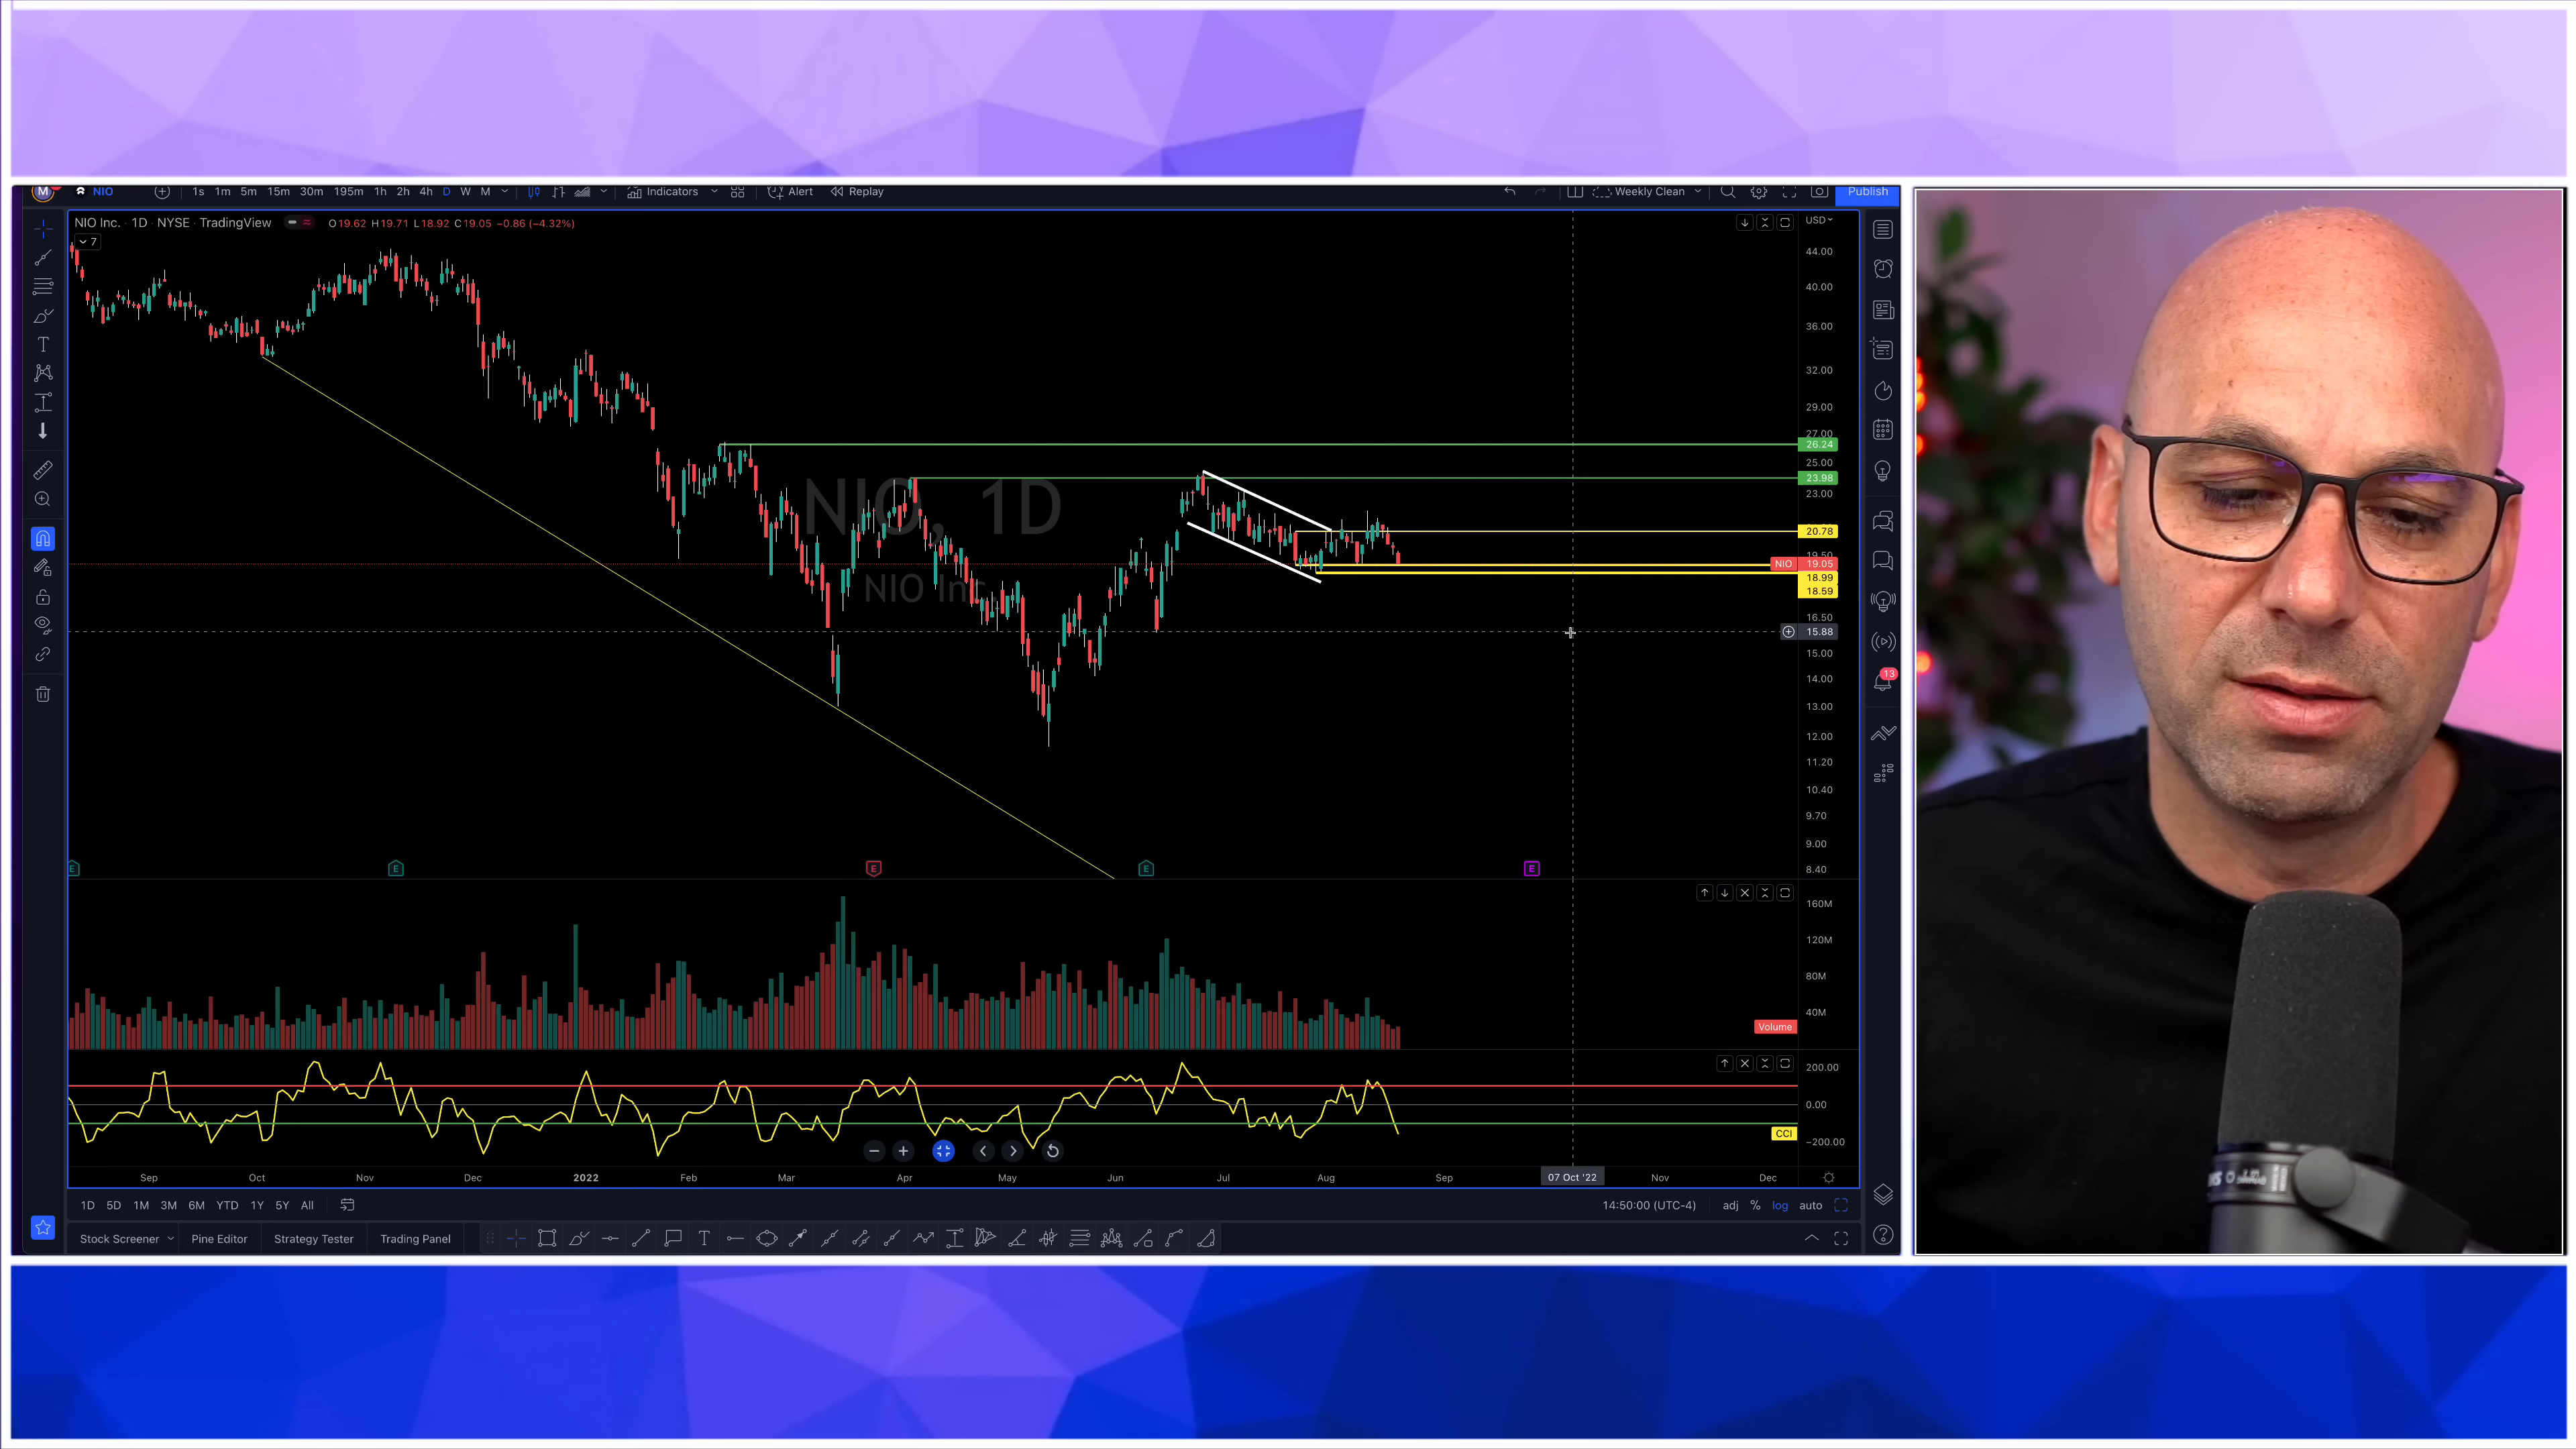 M NIO 1s 1m 5m 15m 30m 195m 1h 2h 4h D W M Indicators Alert Replay Weekly Clean Publish
NIO Inc. · 1D · NYSE · TradingView O19.62 H19.71 L18.92 C19.05 −0.86 (−4.32%) USD
7
44.00
40.00
36.00
32.00
29.00
27.00
26.24
25.00
23.98
23.00
NIO, 1D
20.78
19.50
NIO 19.05
NIO Inc.
18.99
18.59
16.50
15.88
15.00
14.00
13.00
12.00
11.20
10.40
9.70
9.00
8.40
E E E E E
160M
120M
80M
40M
Volume
200.00
0.00
CCI
−200.00
Sep Oct Nov Dec 2022 Feb Mar Apr May Jun Jul Aug Sep 07 Oct '22 Nov Dec
1D 5D 1M 3M 6M YTD 1Y 5Y All 14:50:00 (UTC-4) adj % log auto
Stock Screener Pine Editor Strategy Tester Trading Panel
13